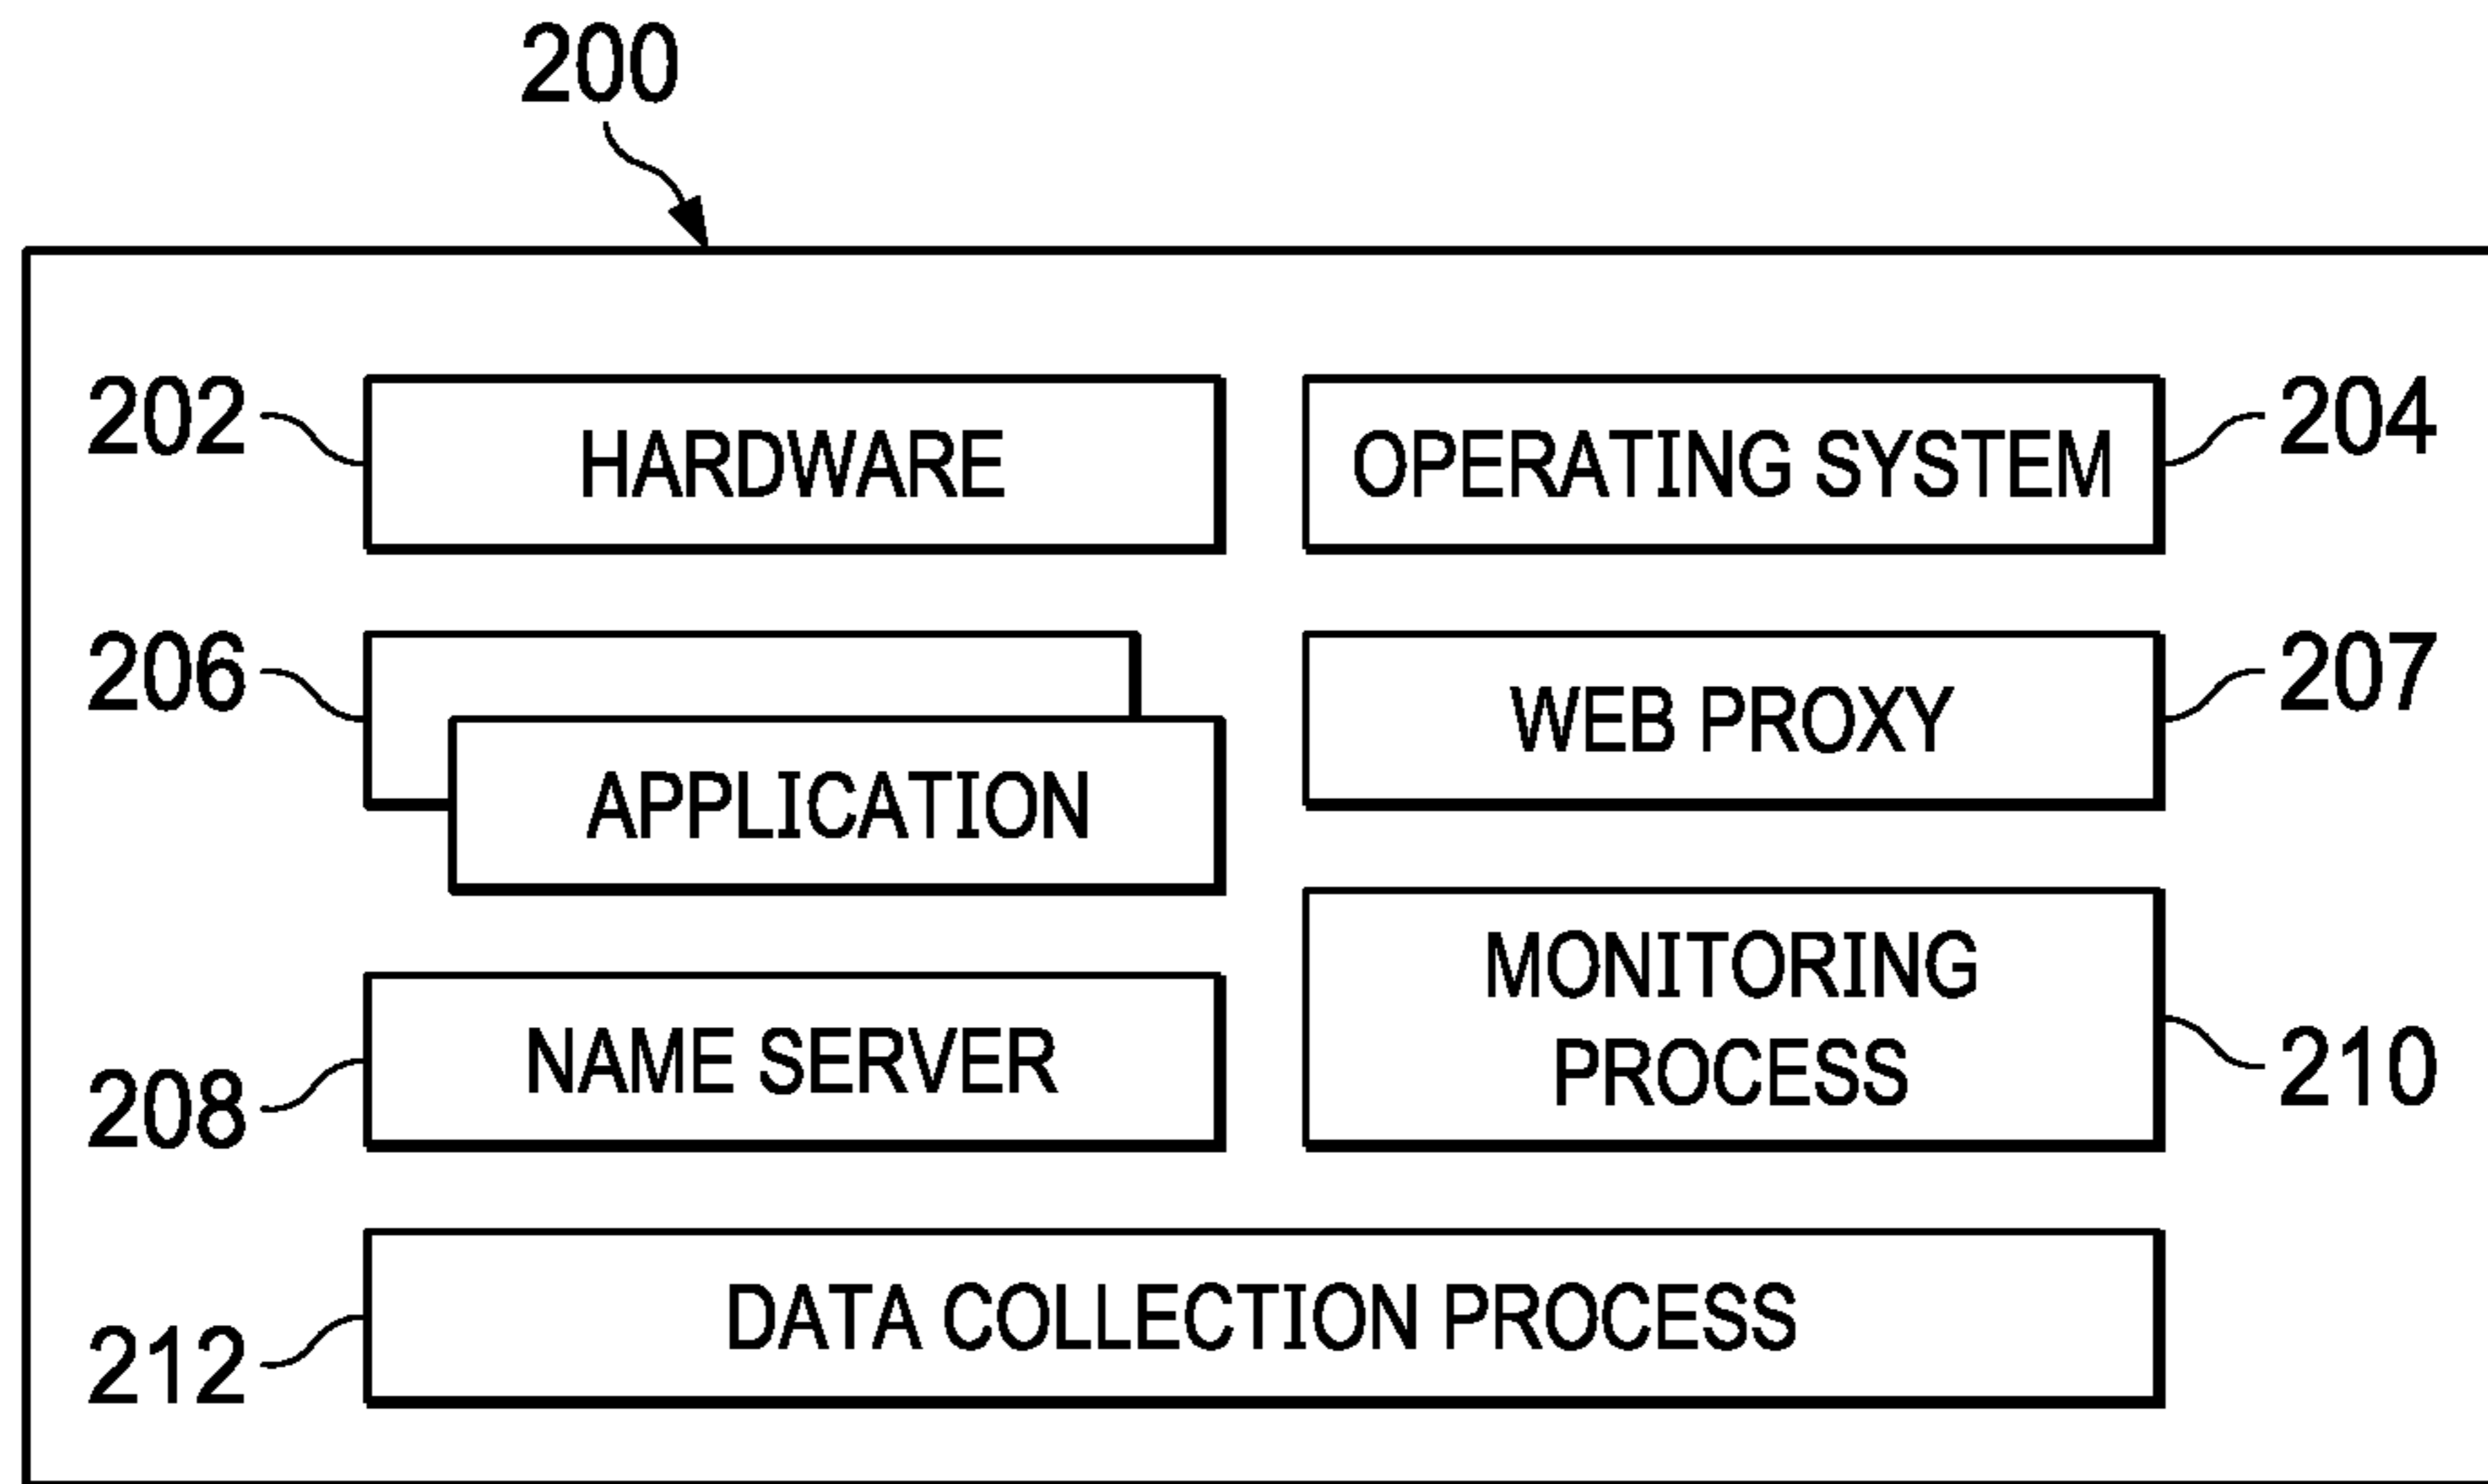 200
202 HARDWARE OPERATING SYSTEM 204
206 APPLICATION WEB PROXY 207
208 NAME SERVER MONITORING
PROCESS 210
212 DATA COLLECTION PROCESS